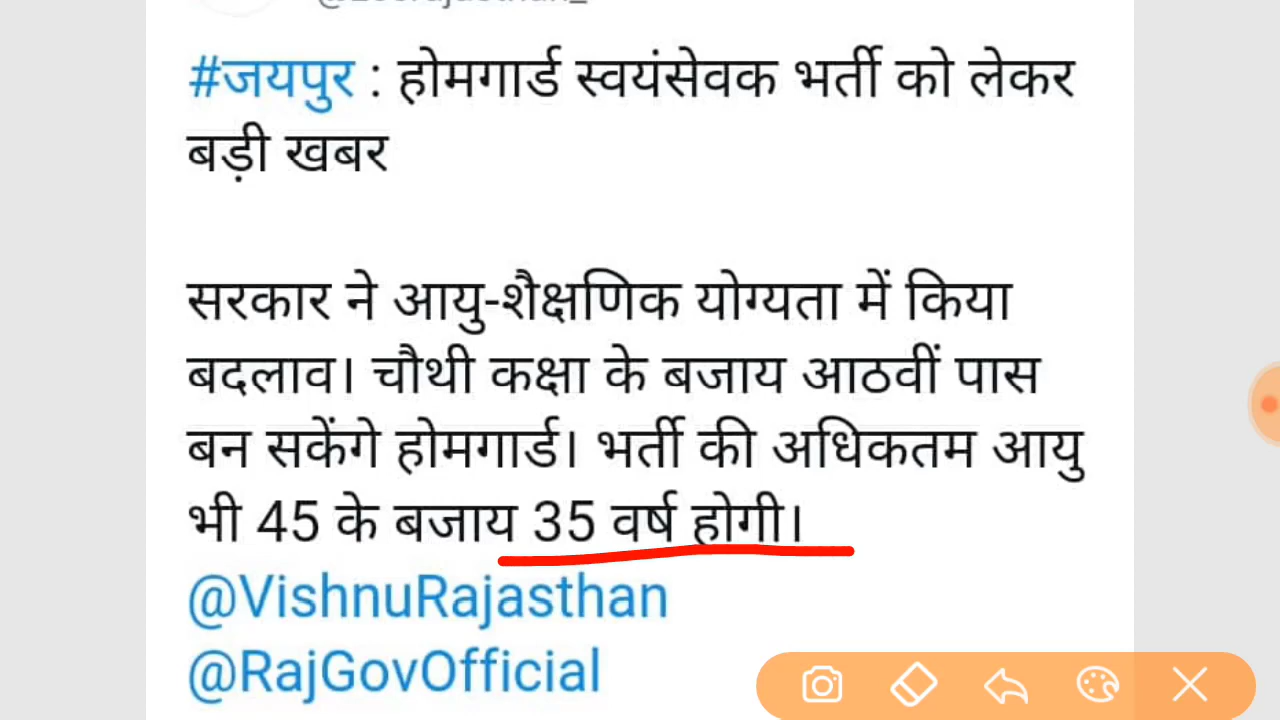 #जयपुर : होमगार्ड स्वयंसेवक भर्ती को लेकर
बड़ी खबर
सरकार ने आयु-शैक्षणिक योग्यता में किया
बदलाव। चौथी कक्षा के बजाय आठवीं पास
बन सकेंगे होमगार्ड। भर्ती की अधिकतम आयु
भी 45 के बजाय 35 वर्ष होगी।
@VishnuRajasthan
@RajGovOfficial